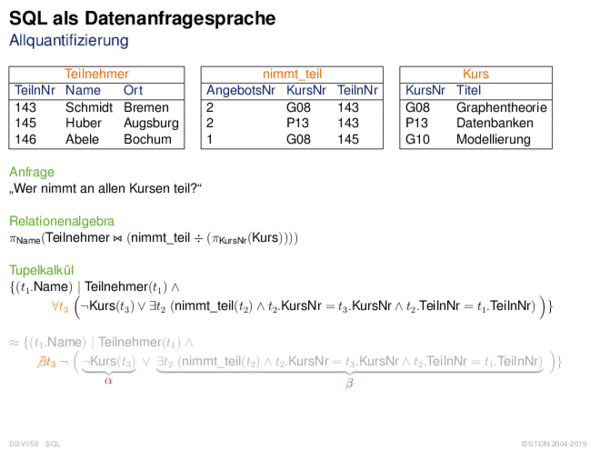 SQL als Datenanfragesprache
Allquantifizierung
Teilnehmer
TeilnNr Name Ort
143 Schmidt Bremen
145 Huber Augsburg
146 Abele Bochum
nimmt_teil
AngebotsNr KursNr TeilnNr
2 G08 143
2 P13 143
1 G08 145
Kurs
KursNr Titel
G08 Graphentheorie
P13 Datenbanken
G10 Modellierung
Anfrage
„Wer nimmt an allen Kursen teil?“
Relationenalgebra
π_Name(Teilnehmer ⋈ (nimmt_teil ÷ (π_KursNr(Kurs))))
Tupelkalkül
{(t₁.Name) | Teilnehmer(t₁) ∧
∀t₃ (¬Kurs(t₃) ∨ ∃t₂ (nimmt_teil(t₂) ∧ t₂.KursNr = t₃.KursNr ∧ t₂.TeilnNr = t₁.TeilnNr) )}
≈ {(t₁.Name) | Teilnehmer(t₁) ∧
∄t₃ ¬ (¬Kurs(t₃) ∨ ∃t₂ (nimmt_teil(t₂) ∧ t₂.KursNr = t₃.KursNr ∧ t₂.TeilnNr = t₁.TeilnNr) )}
α β
DB:VI-58 SQL ©STEIN 2004-2019